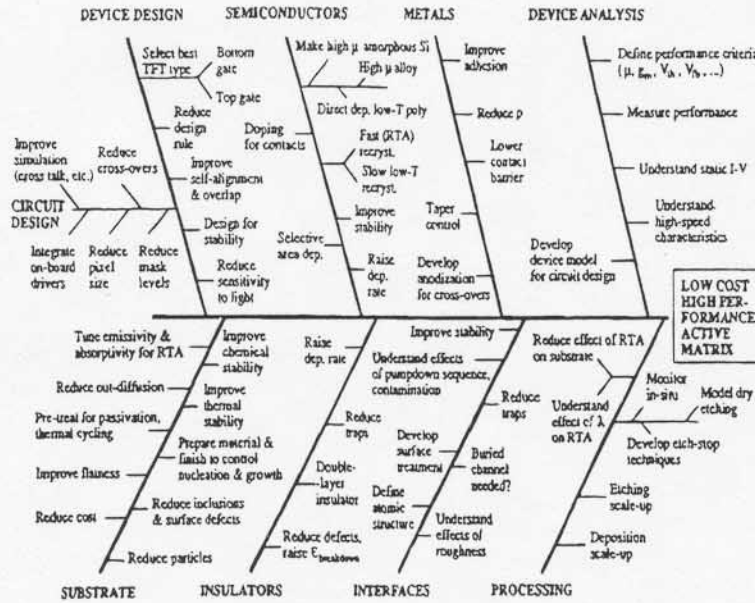 DEVICE DESIGN
SEMICONDUCTORS
METALS
DEVICE ANALYSIS
Select best
TFT type
Bottom
gate
Top gate
Reduce
design
rule
Improve
simulation
(cross talk, etc.)
Reduce
cross-overs
Improve
self-alignment
& overlap
CIRCUIT
DESIGN
Design for
stability
Integrate
on-board
drivers
Reduce
pixel
size
Reduce
mask
levels
Reduce
sensitivity
to light
Make high µ amorphous Si
High µ alloy
Direct dep. low-T poly
Doping
for contacts
Fast (RTA)
recryst.
Slow low-T
recryst.
Improve
stability
Selective
area dep.
Raise
dep.
rate
Improve
adhesion
Reduce ρ
Lower
contact
barrier
Taper
control
Develop
anodization
for cross-overs
Define performance criteria
(µ, gm, Vth, Vfb, ...)
Measure performance
Understand static I-V
Understand
high-speed
characteristics
Develop
device model
for circuit design
LOW COST
HIGH PER-
FORMANCE
ACTIVE
MATRIX
Tune emissivity &
absorptivity for RTA
Improve
chemical
stability
Reduce out-diffusion
Improve
thermal
stability
Pre-treat for passivation,
thermal cycling
Prepare material &
finish to control
nucleation & growth
Improve flatness
Reduce inclusions
& surface defects
Reduce cost
Reduce particles
Raise
dep. rate
Reduce
traps
Double-
layer
insulator
Reduce defects,
raise Ebreakdown
Improve stability
Understand effects
of pumpdown sequence,
contamination
Reduce
traps
Develop
surface
treatment
Buried
channel
needed?
Define
atomic
structure
Understand
effects of
roughness
Reduce effect of RTA
on substrate
Understand
effect of λ
on RTA
Monitor
in-situ
Model dry
etching
Develop etch-stop
techniques
Etching
scale-up
Deposition
scale-up
SUBSTRATE
INSULATORS
INTERFACES
PROCESSING